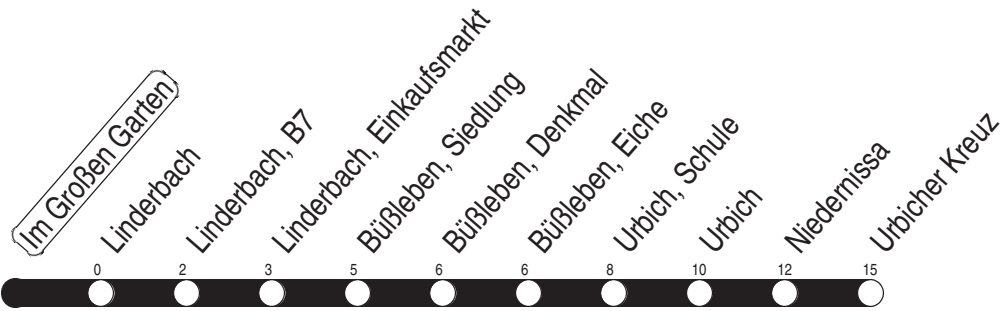 Im Großen Garten
Linderbach
Linderbach, B7
Linderbach, Einkaufsmarkt
Büßleben, Siedlung
Büßleben, Denkmal
Büßleben, Eiche
Urbich, Schule
Urbich
Niedernissa
Urbicher Kreuz
0 2 3 5 6 6 8 10 12 15